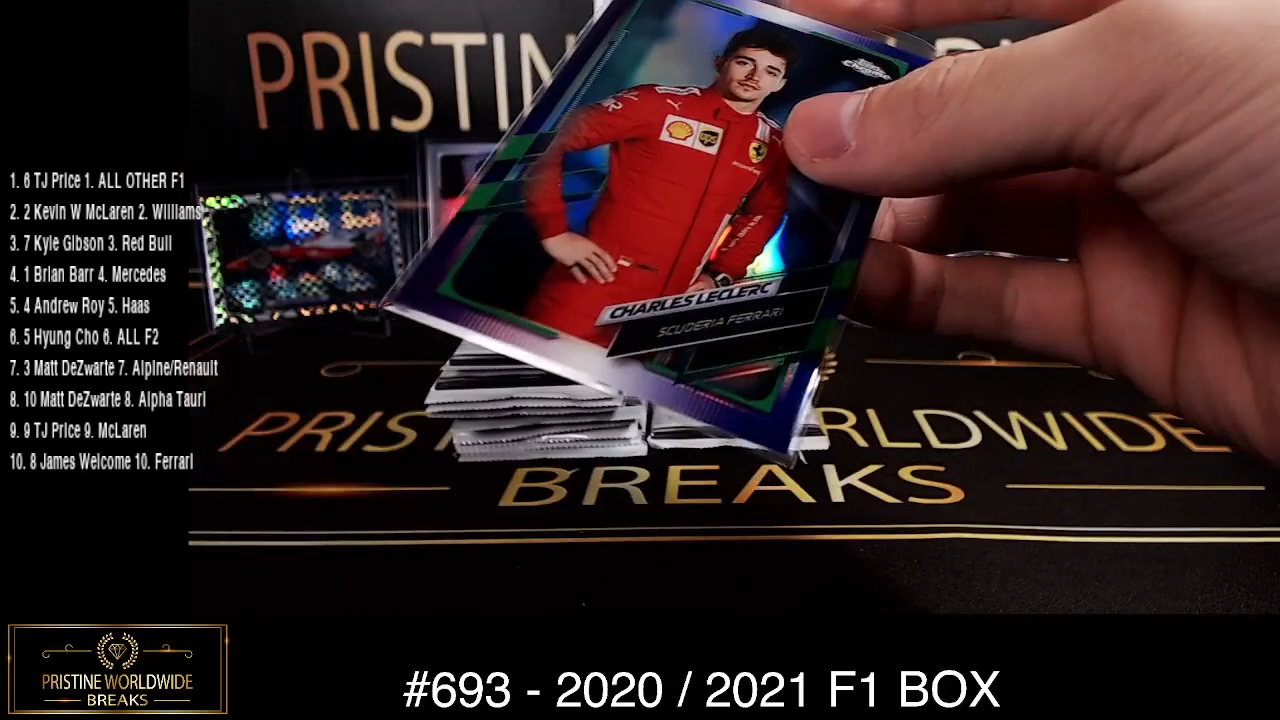 PRISTIN
Topps
Chrome
UPS
CHARLES LECLERC
SCUDERIA FERRARI
1. 6 TJ Price 1. ALL OTHER F1
2. 2 Kevin W McLaren 2. Williams
3. 7 Kyle Gibson 3. Red Bull
4. 1 Brian Barr 4. Mercedes
5. 4 Andrew Roy 5. Haas
6. 5 Hyung Cho 6. ALL F2
7. 3 Matt DeZwarte 7. Alpine/Renault
8. 10 Matt DeZwarte 8. Alpha Tauri
9. 9 TJ Price 9. McLaren
10. 8 James Welcome 10. Ferrari
PRIS RLDWIDE
BREAKS
PRISTINE WORLDWIDE
BREAKS
#693 - 2020 / 2021 F1 BOX